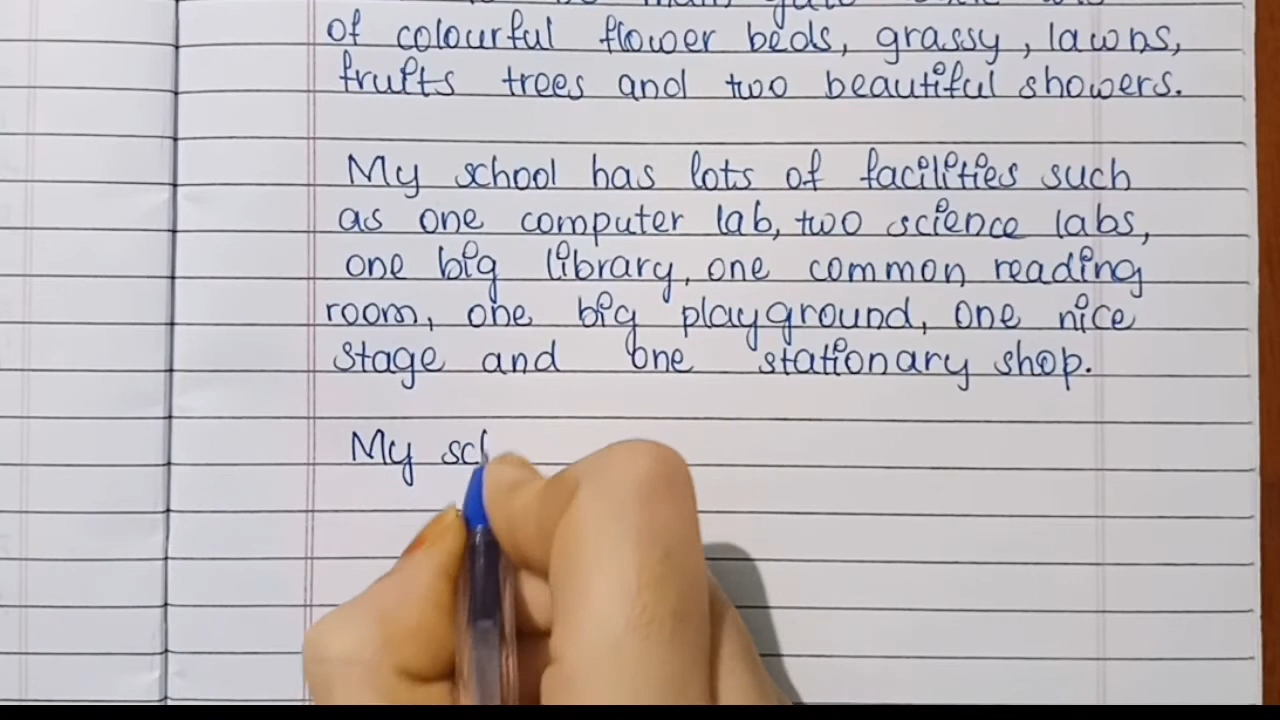 of colourful flower beds, grassy, lawns,
fruits trees and two beautiful showers.
My school has lots of facilities such
as one computer lab, two science labs,
one big library, one common reading
room, one big playground, one nice
stage and one stationary shop.
My sch